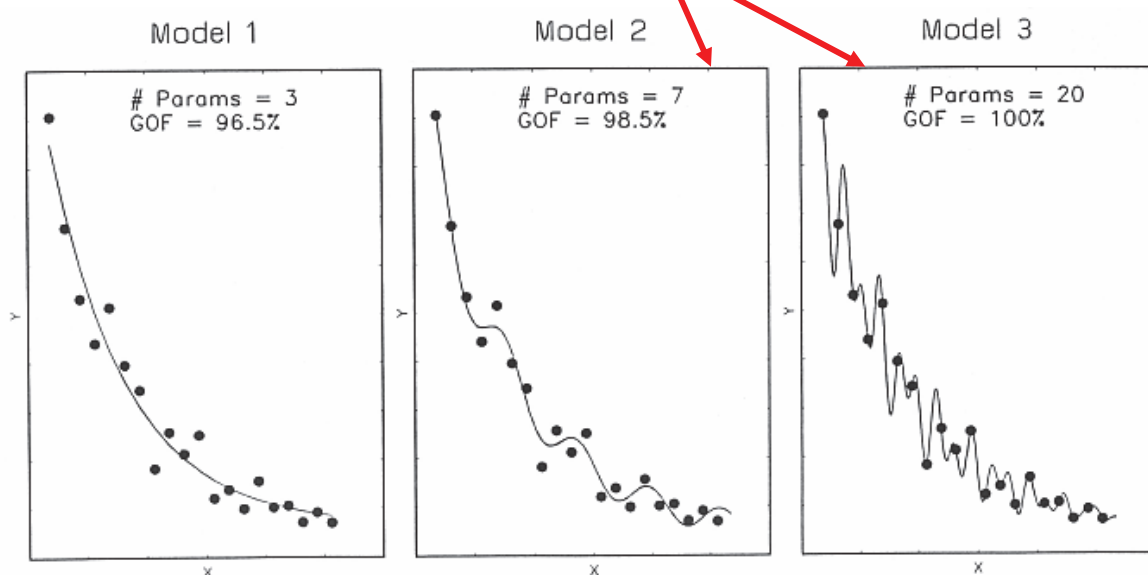 Model 1
# Params = 3
GOF = 96.5%
Y
X
Model 2
# Params = 7
GOF = 98.5%
Y
X
Model 3
# Params = 20
GOF = 100%
Y
X